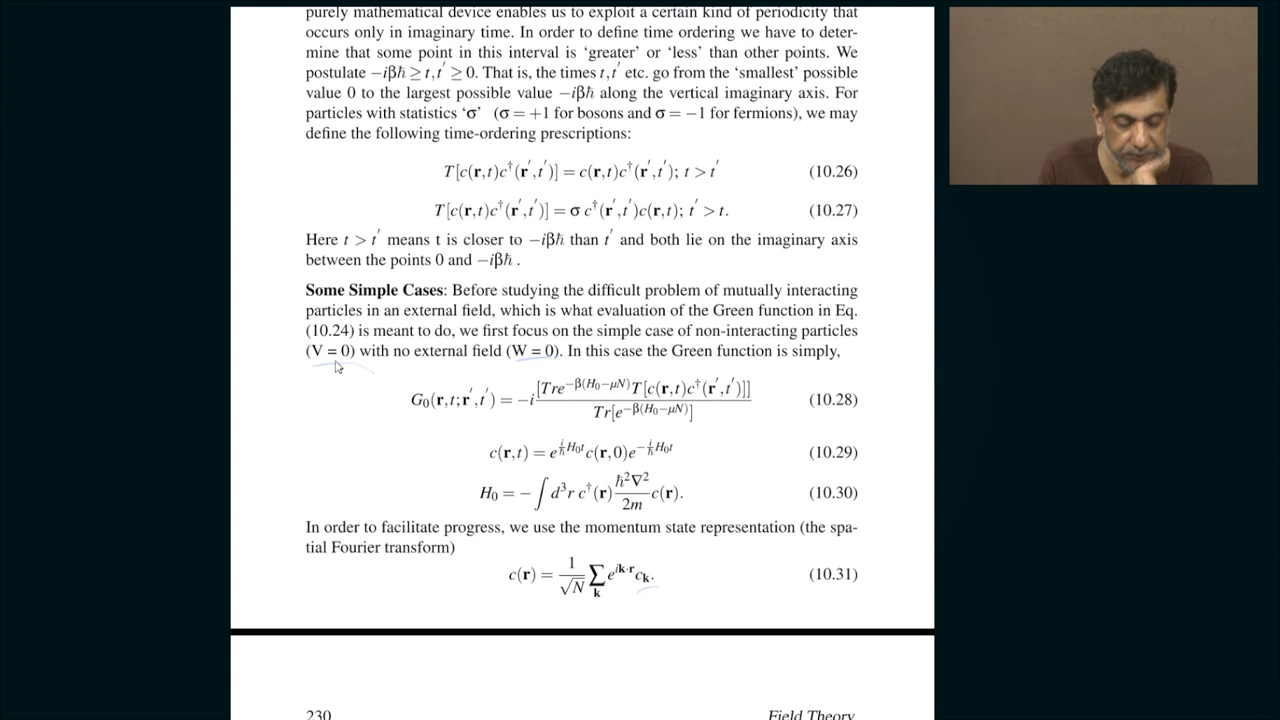 purely mathematical device enables us to exploit a certain kind of periodicity that
occurs only in imaginary time. In order to define time ordering we have to deter-
mine that some point in this interval is ‘greater’ or ‘less’ than other points. We
postulate −iβħ ≥ t,t′ ≥ 0. That is, the times t,t′ etc. go from the ‘smallest’ possible
value 0 to the largest possible value −iβħ along the vertical imaginary axis. For
particles with statistics ‘σ’ (σ = +1 for bosons and σ = −1 for fermions), we may
define the following time-ordering prescriptions:
T[c(r,t)c†(r′,t′)] = c(r,t)c†(r′,t′); t > t′ (10.26)
T[c(r,t)c†(r′,t′)] = σ c†(r′,t′)c(r,t); t′ > t. (10.27)
Here t > t′ means t is closer to −iβħ than t′ and both lie on the imaginary axis
between the points 0 and −iβħ .
Some Simple Cases: Before studying the difficult problem of mutually interacting
particles in an external field, which is what evaluation of the Green function in Eq.
(10.24) is meant to do, we first focus on the simple case of non-interacting particles
(V = 0) with no external field (W = 0). In this case the Green function is simply,
G₀(r,t;r′,t′) = −i [Tre^{−β(H₀−μN)}T[c(r,t)c†(r′,t′)]] / Tr[e^{−β(H₀−μN)}] (10.28)
c(r,t) = e^{(i/ħ)H₀t}c(r,0)e^{−(i/ħ)H₀t} (10.29)
H₀ = −∫ d³r c†(r) ħ²∇²/2m c(r). (10.30)
In order to facilitate progress, we use the momentum state representation (the spa-
tial Fourier transform)
c(r) = 1/√N ∑_k e^{ik·r}c_k. (10.31)
230 Field Theory